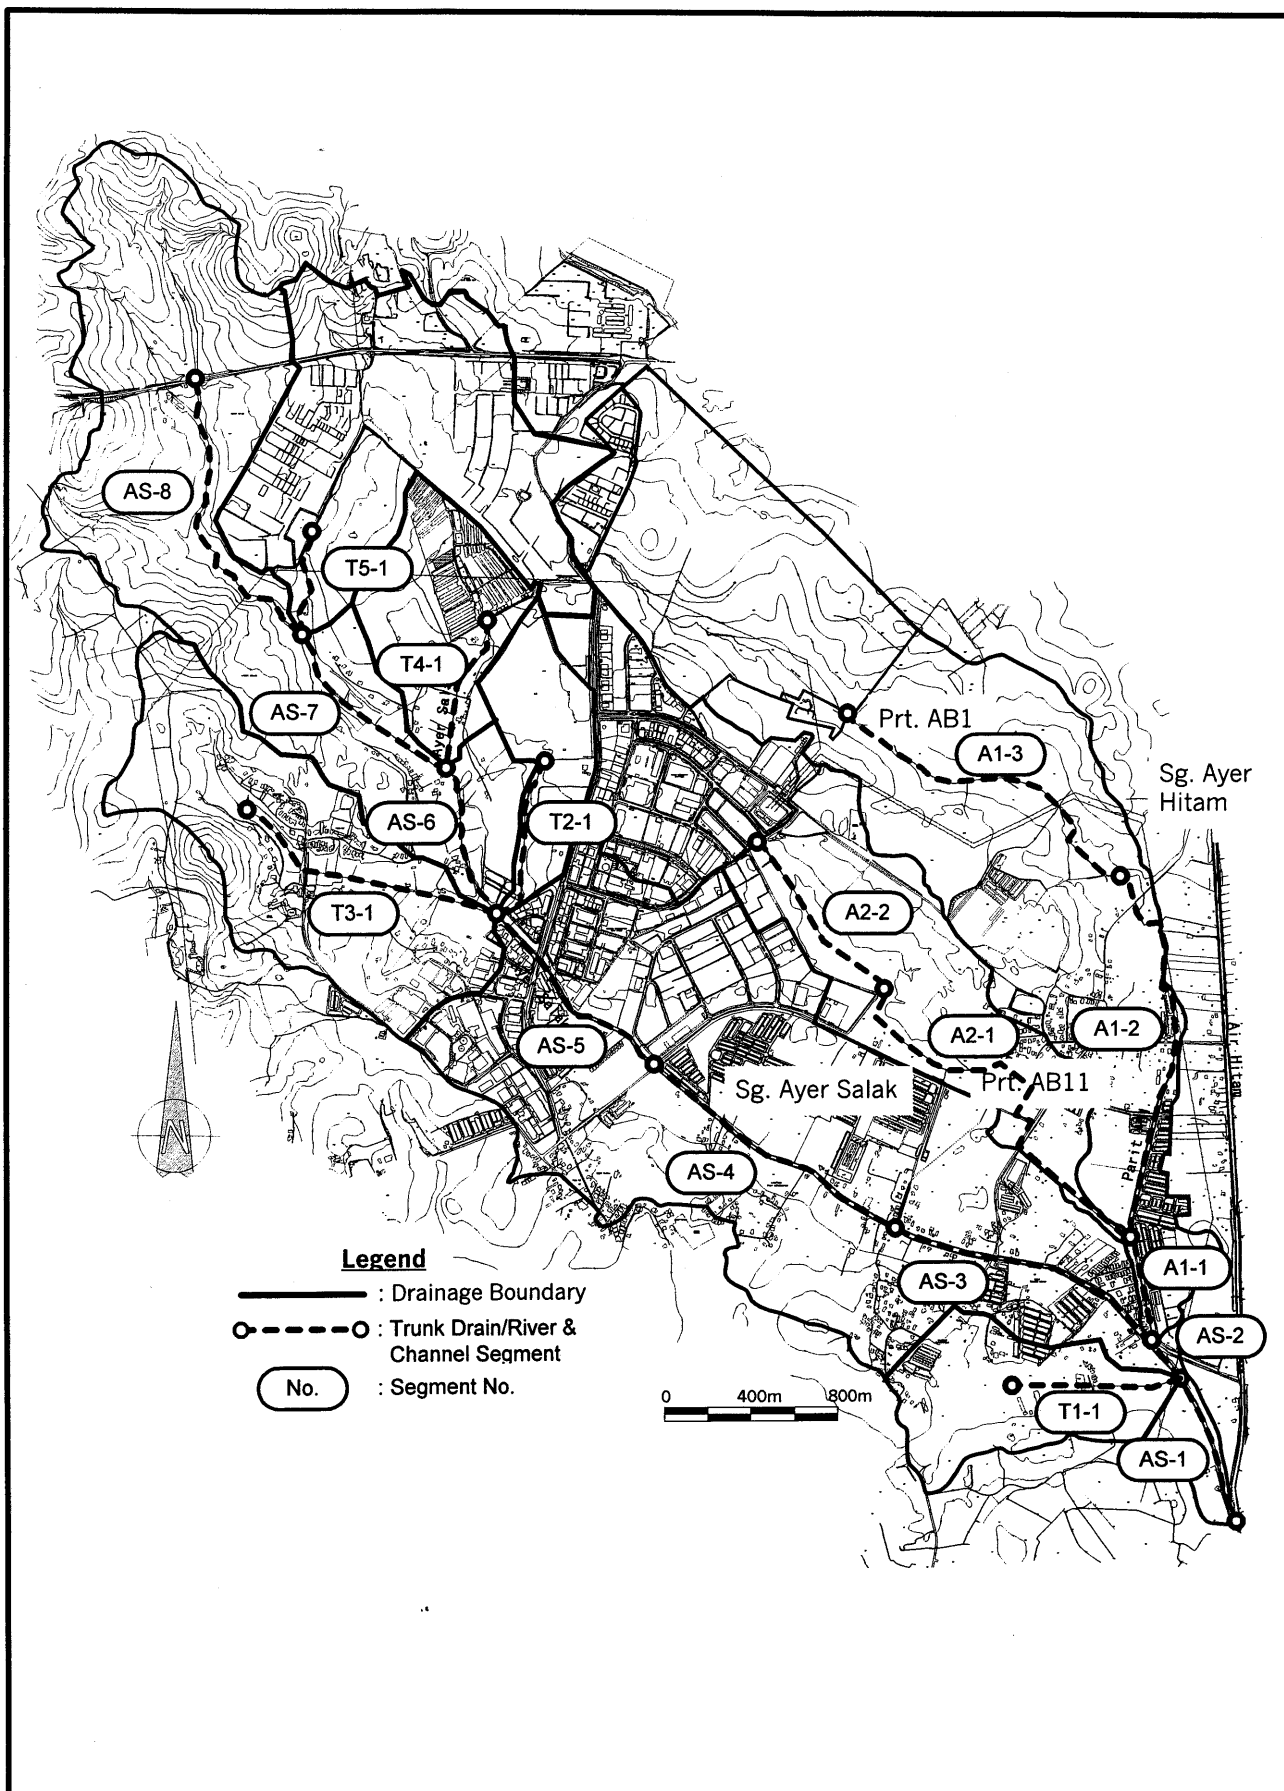 AS-8
T5-1
T4-1
AS-7
Prt. AB1
A1-3
Sg. Ayer
Hitam
AS-6
T2-1
T3-1
A2-2
AS-5
A2-1
A1-2
Air Hitam
Sg. Ayer Salak
Prt. AB11
Parit
AS-4
Legend
: Drainage Boundary
: Trunk Drain/River &
Channel Segment
No. : Segment No.
AS-3
A1-1
AS-2
0 400m 800m
T1-1
AS-1
N